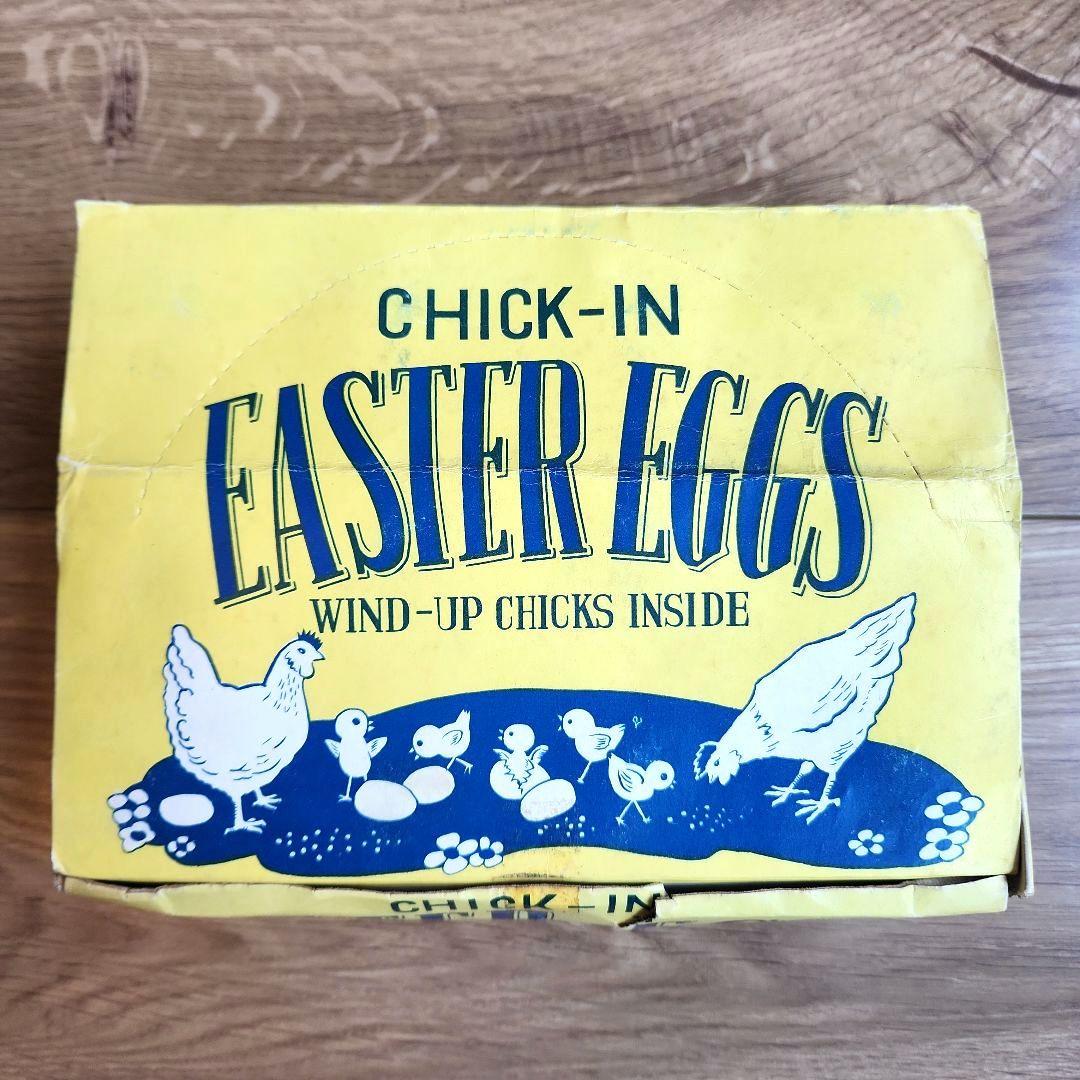 CHICK-IN
EASTER EGGS
WIND-UP CHICKS INSIDE
CHICK-IN